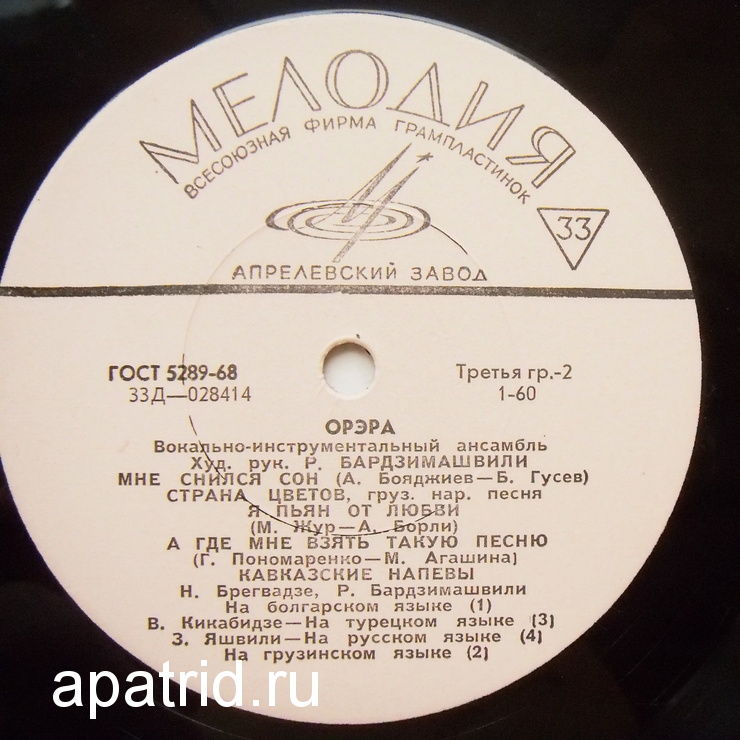 МЕЛОДИЯ
ВСЕСОЮЗНАЯ ФИРМА ГРАМПЛАСТИНОК
33
АПРЕЛЕВСКИЙ ЗАВОД
ГОСТ 5289-68 Третья гр.-2
33Д—028414 1-60
ОРЭРА
Вокально-инструментальный ансамбль
Худ. рук. Р. БАРДЗИМАШВИЛИ
МНЕ СНИЛСЯ СОН (А. Бояджиев—Б. Гусев)
СТРАНА ЦВЕТОВ, груз. нар. песня
Я ПЬЯН ОТ ЛЮБВИ
(М. Жур—А. Борли)
А ГДЕ МНЕ ВЗЯТЬ ТАКУЮ ПЕСНЮ
(Г. Пономаренко—М. Агашина)
КАВКАЗСКИЕ НАПЕВЫ
Н. Брегвадзе, Р. Бардзимашвили
На болгарском языке (1)
В. Кикабидзе—На турецком языке (3)
З. Яшвили—На русском языке (4)
На грузинском языке (2)
apatrid.ru